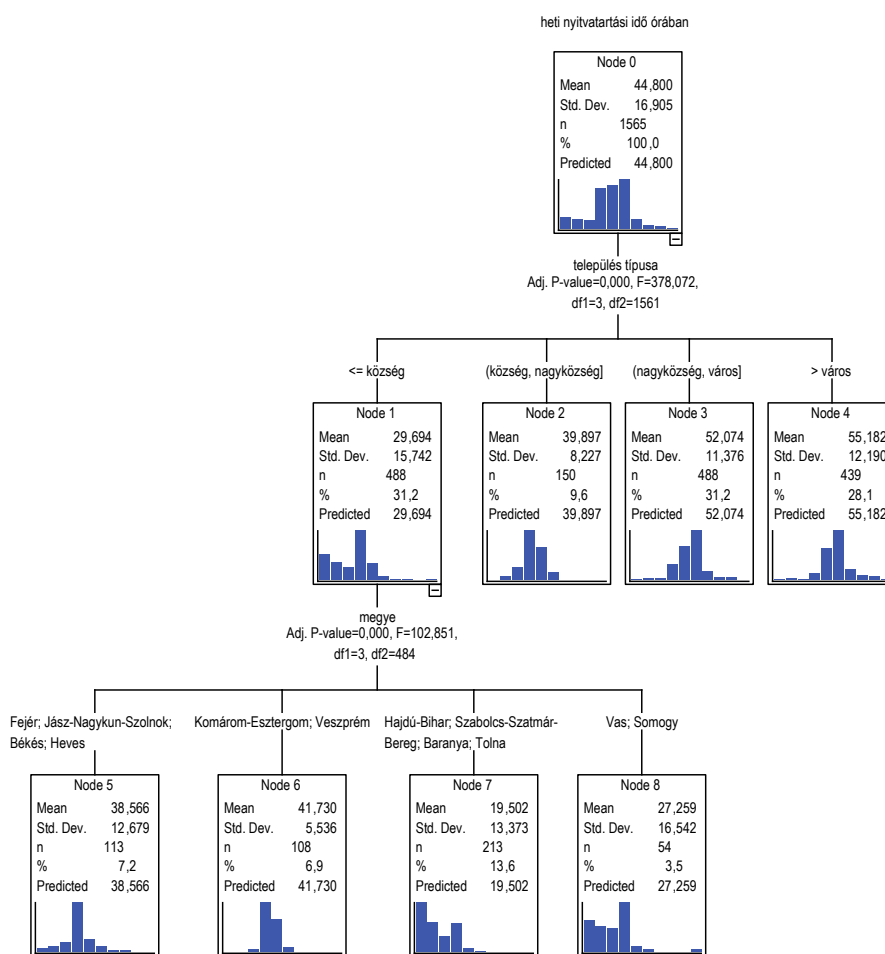 heti nyitvatartási idő órában
Node 0
Mean 44,800
Std. Dev. 16,905
n 1565
% 100,0
Predicted 44,800
település típusa
Adj. P-value=0,000, F=378,072,
df1=3, df2=1561
<= község
(község, nagyközség]
(nagyközség, város]
> város
Node 1
Mean 29,694
Std. Dev. 15,742
n 488
% 31,2
Predicted 29,694
Node 2
Mean 39,897
Std. Dev. 8,227
n 150
% 9,6
Predicted 39,897
Node 3
Mean 52,074
Std. Dev. 11,376
n 488
% 31,2
Predicted 52,074
Node 4
Mean 55,182
Std. Dev. 12,190
n 439
% 28,1
Predicted 55,182
megye
Adj. P-value=0,000, F=102,851,
df1=3, df2=484
Fejér; Jász-Nagykun-Szolnok;
Békés; Heves
Komárom-Esztergom; Veszprém
Hajdú-Bihar; Szabolcs-Szatmár-
Bereg; Baranya; Tolna
Vas; Somogy
Node 5
Mean 38,566
Std. Dev. 12,679
n 113
% 7,2
Predicted 38,566
Node 6
Mean 41,730
Std. Dev. 5,536
n 108
% 6,9
Predicted 41,730
Node 7
Mean 19,502
Std. Dev. 13,373
n 213
% 13,6
Predicted 19,502
Node 8
Mean 27,259
Std. Dev. 16,542
n 54
% 3,5
Predicted 27,259